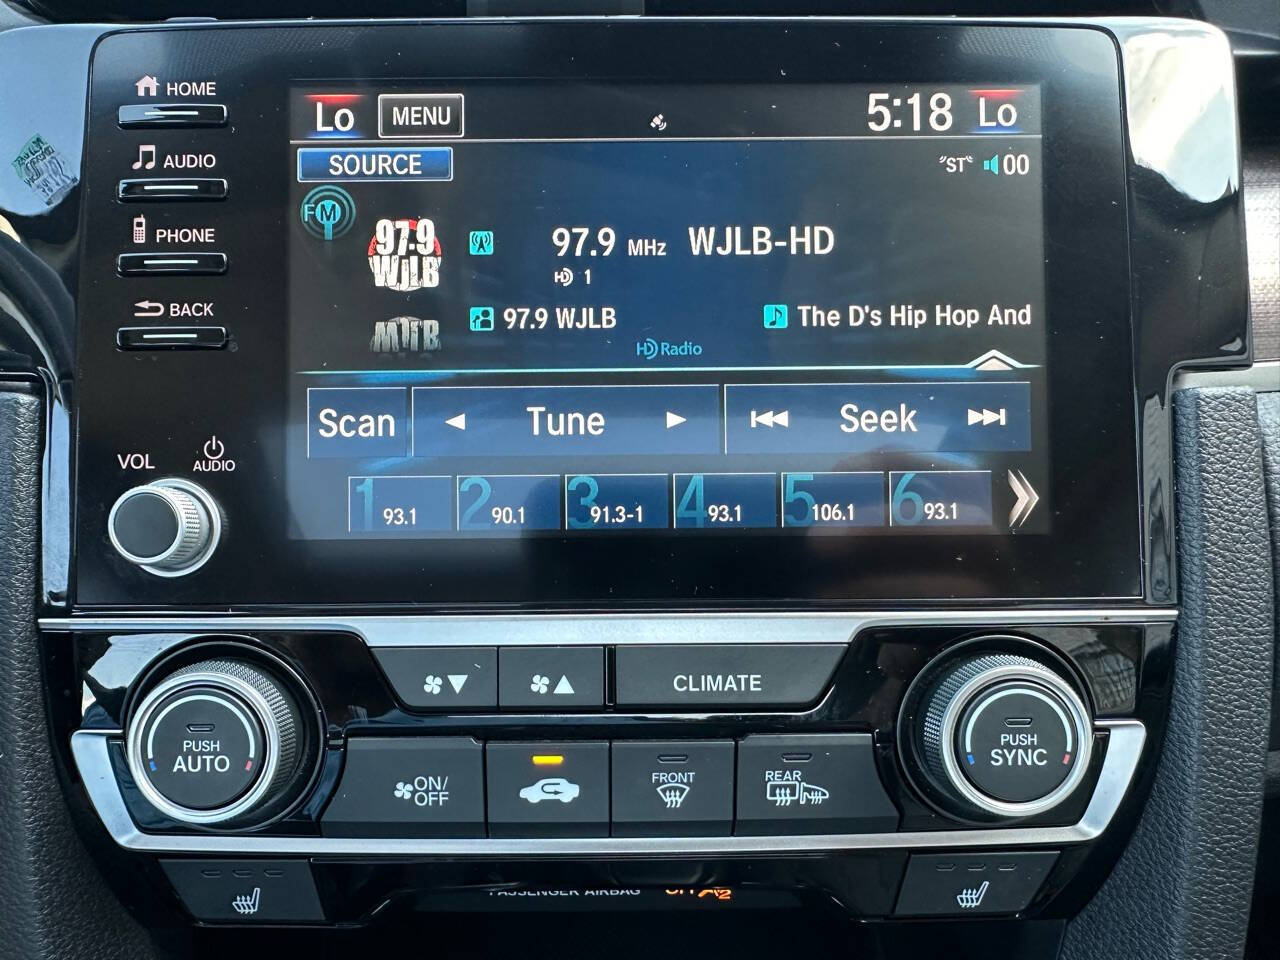 HOME
AUDIO
PHONE
BACK
VOL
AUDIO
Lo
MENU
5:18
Lo
SOURCE
"ST"
00
FM
97.9
WJLB
97.9 MHz WJLB-HD
HD 1
97.9 WJLB
The D's Hip Hop And
HD Radio
Scan
Tune
Seek
1 93.1
2 90.1
3 91.3-1
4 93.1
5 106.1
6 93.1
CLIMATE
PUSH
AUTO
PUSH
SYNC
ON/
OFF
FRONT
REAR
PASSENGER AIRBAG
OFF
2